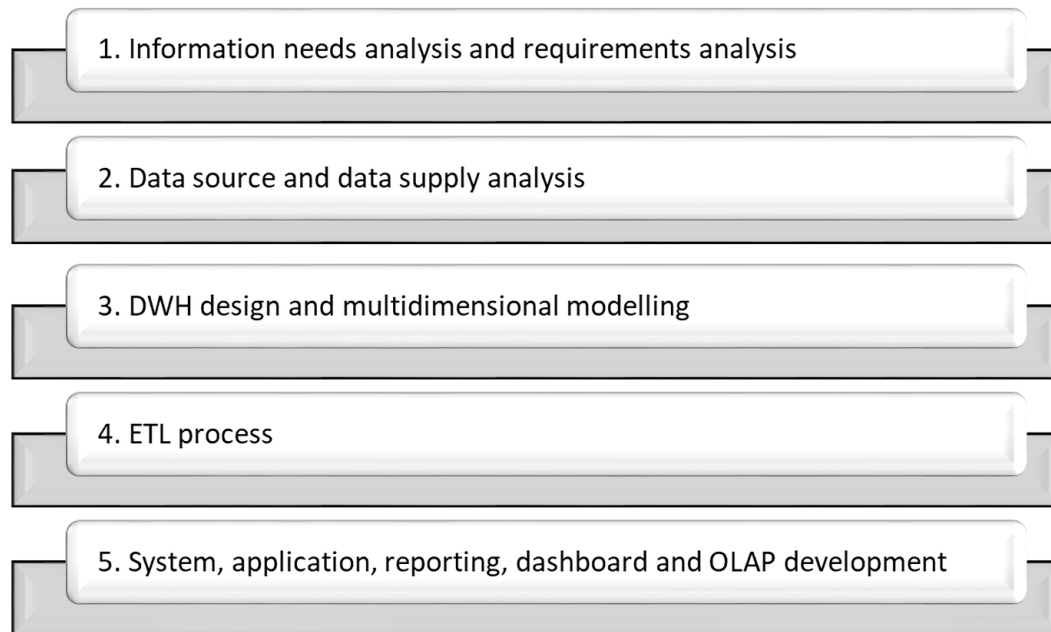 1. Information needs analysis and requirements analysis
2. Data source and data supply analysis
3. DWH design and multidimensional modelling
4. ETL process
5. System, application, reporting, dashboard and OLAP development